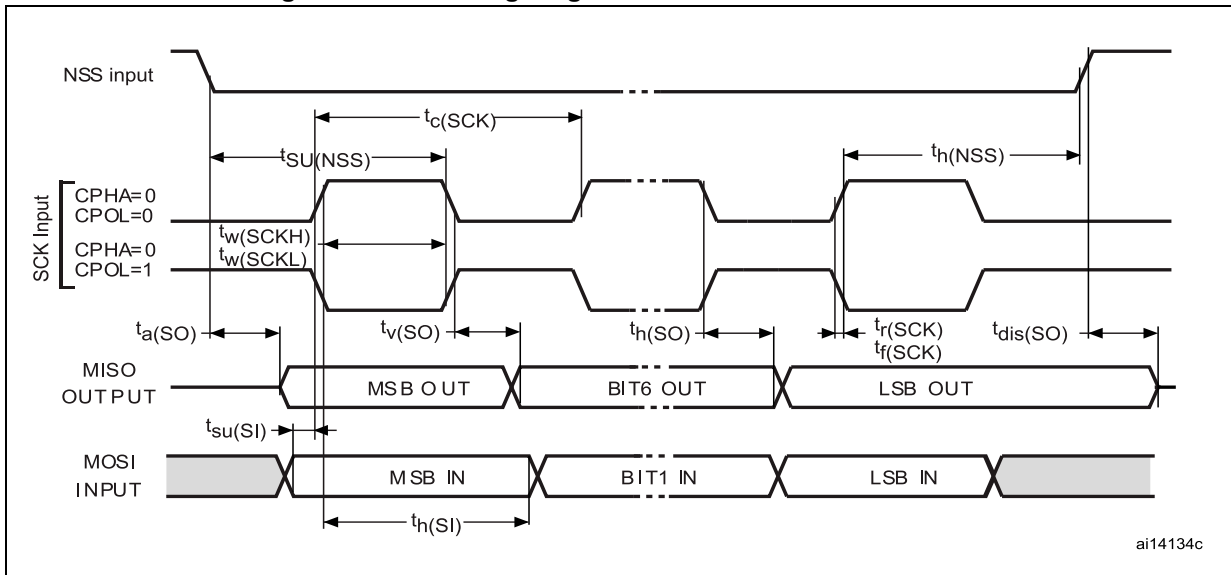 NSS input
tc(SCK)
tSU(NSS)
th(NSS)
SCK Input
CPHA=0
CPOL=0
CPHA=0
CPOL=1
tw(SCKH)
tw(SCKL)
ta(SO)
tv(SO)
th(SO)
tr(SCK)
tf(SCK)
tdis(SO)
MISO
OUTPUT
MSB OUT
BIT6 OUT
LSB OUT
tsu(SI)
MOSI
INPUT
MSB IN
BIT1 IN
LSB IN
th(SI)
ai14134c